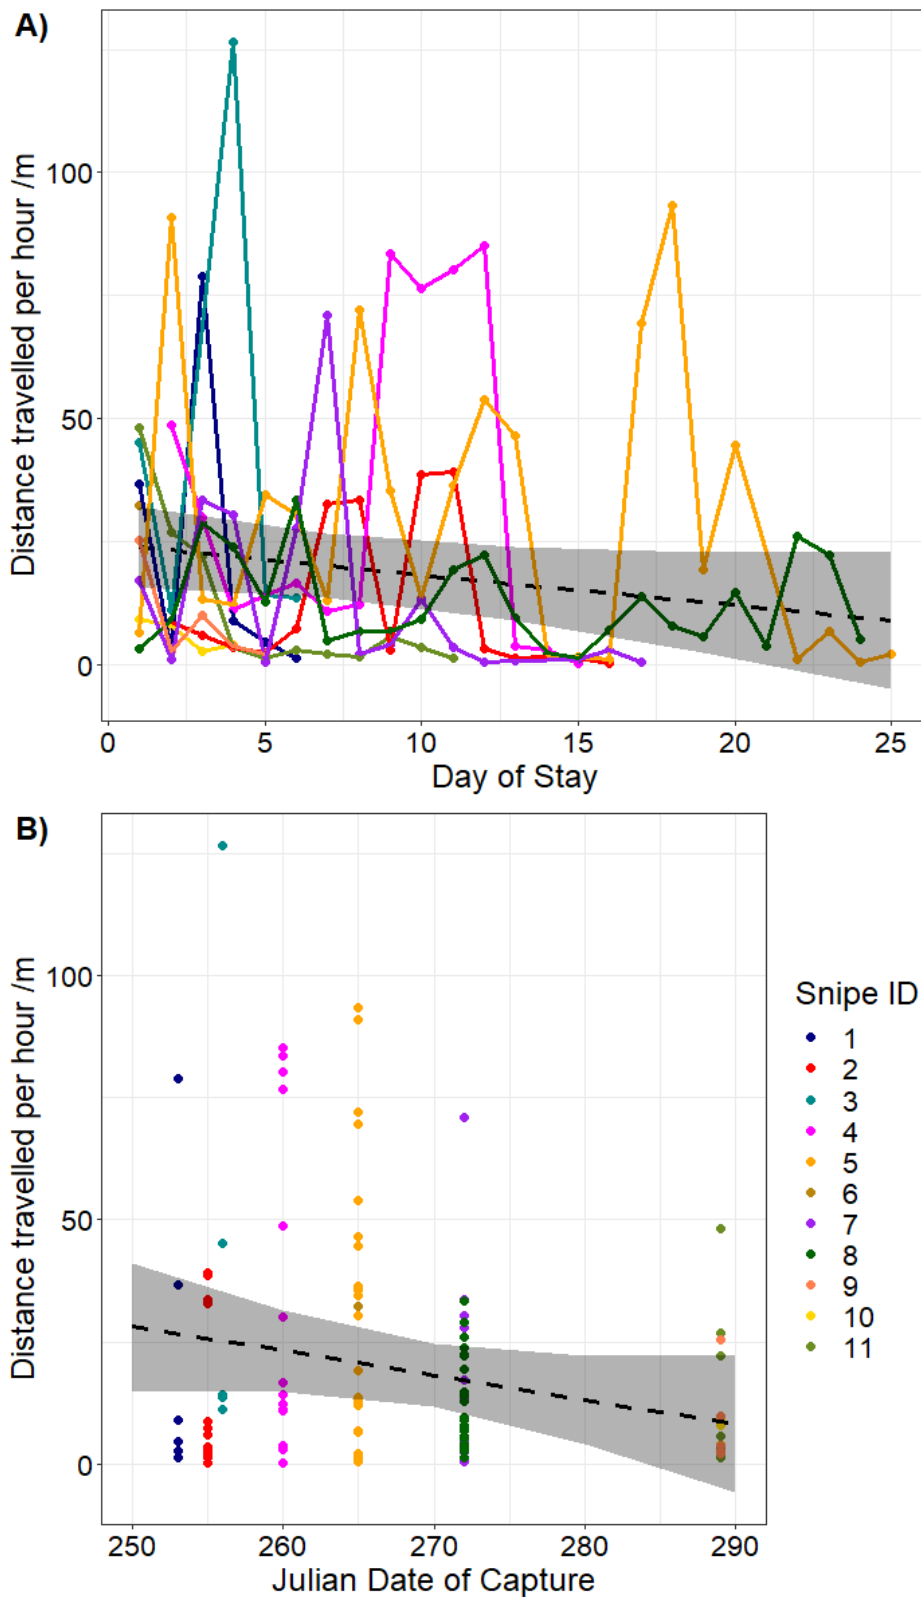 A)
Distance travelled per hour /m
100
50
0
0 5 10 15 20 25
Day of Stay
B)
Distance travelled per hour /m
100
50
0
250 260 270 280 290
Julian Date of Capture
Snipe ID
1
2
3
4
5
6
7
8
9
10
11